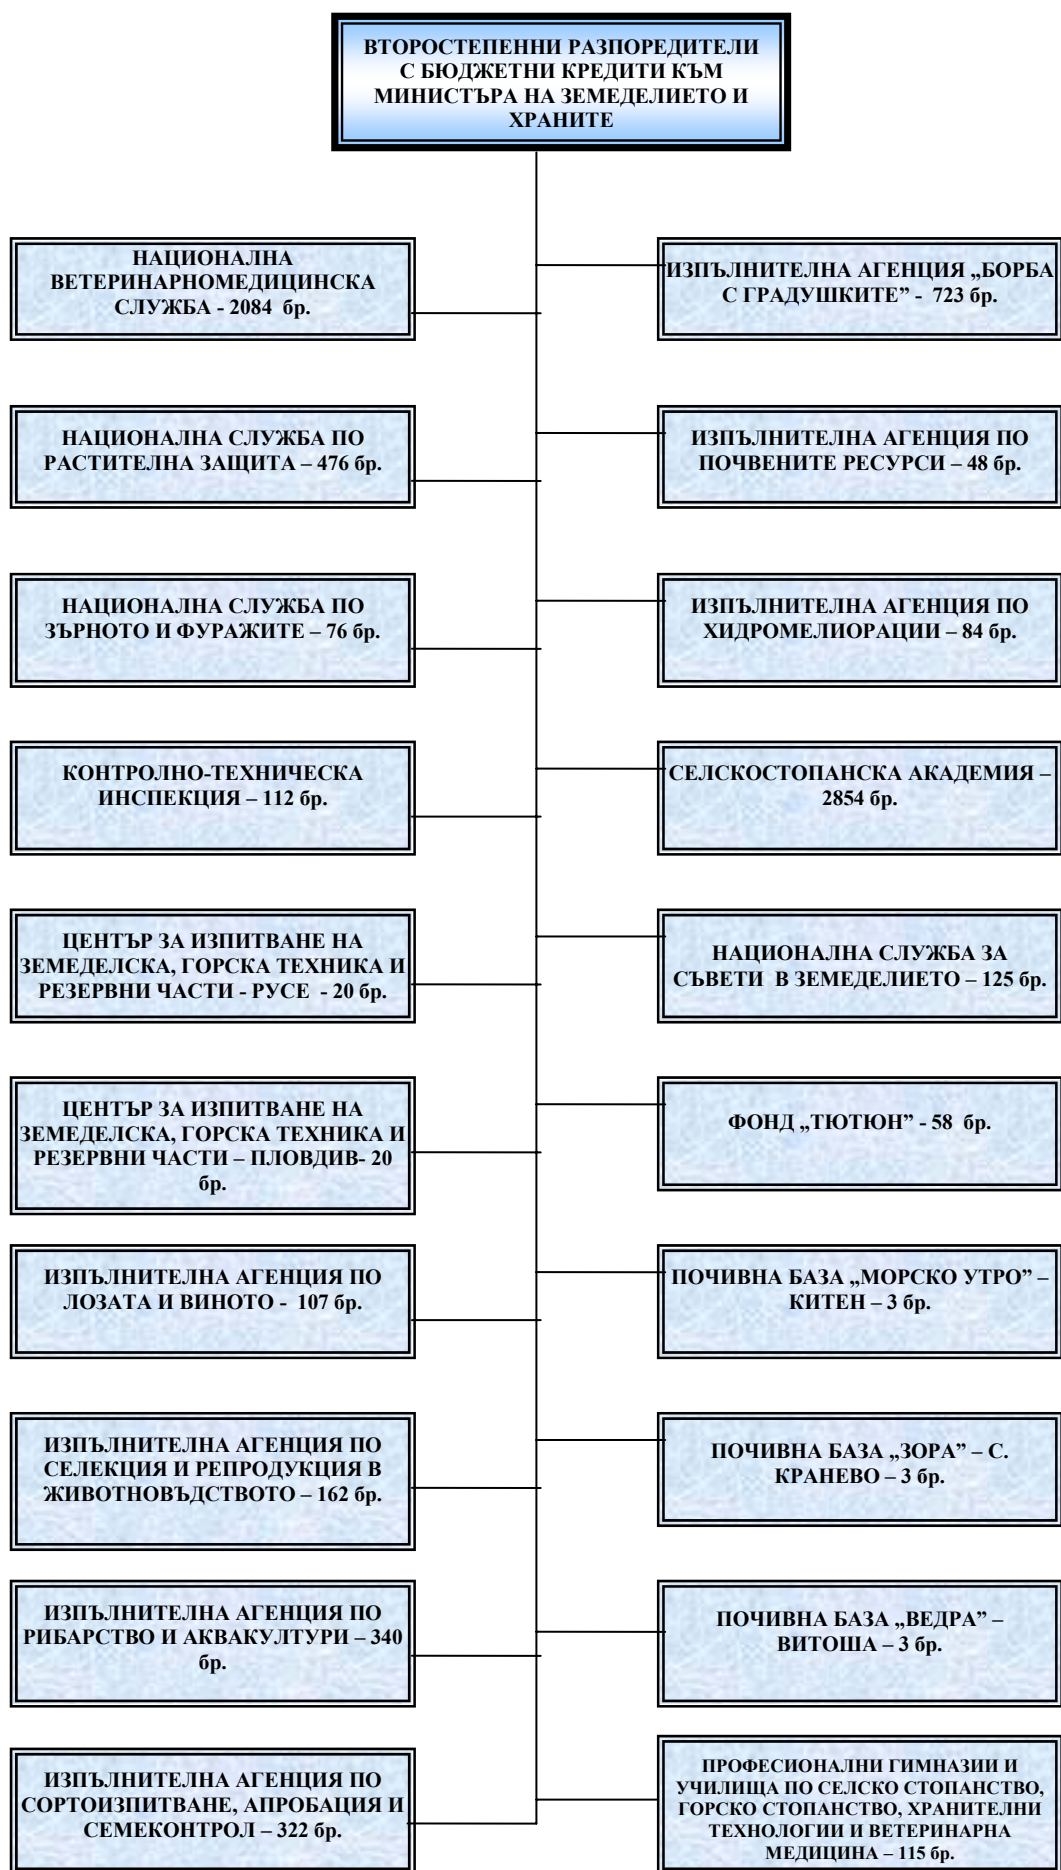 ВТОРОСТЕПЕННИ РАЗПОРЕДИТЕЛИ
С БЮДЖЕТНИ КРЕДИТИ КЪМ
МИНИСТЪРА НА ЗЕМЕДЕЛИЕТО И
ХРАНИТЕ
НАЦИОНАЛНА
ВЕТЕРИНАРНОМЕДИЦИНСКА
СЛУЖБА - 2084 бр.
ИЗПЪЛНИТЕЛНА АГЕНЦИЯ „БОРБА
С ГРАДУШКИТЕ” - 723 бр.
НАЦИОНАЛНА СЛУЖБА ПО
РАСТИТЕЛНА ЗАЩИТА – 476 бр.
ИЗПЪЛНИТЕЛНА АГЕНЦИЯ ПО
ПОЧВЕНИТЕ РЕСУРСИ – 48 бр.
НАЦИОНАЛНА СЛУЖБА ПО
ЗЪРНОТО И ФУРАЖИТЕ – 76 бр.
ИЗПЪЛНИТЕЛНА АГЕНЦИЯ ПО
ХИДРОМЕЛИОРАЦИИ – 84 бр.
КОНТРОЛНО-ТЕХНИЧЕСКА
ИНСПЕКЦИЯ – 112 бр.
СЕЛСКОСТОПАНСКА АКАДЕМИЯ –
2854 бр.
ЦЕНТЪР ЗА ИЗПИТВАНЕ НА
ЗЕМЕДЕЛСКА, ГОРСКА ТЕХНИКА И
РЕЗЕРВНИ ЧАСТИ - РУСЕ - 20 бр.
НАЦИОНАЛНА СЛУЖБА ЗА
СЪВЕТИ В ЗЕМЕДЕЛИЕТО – 125 бр.
ЦЕНТЪР ЗА ИЗПИТВАНЕ НА
ЗЕМЕДЕЛСКА, ГОРСКА ТЕХНИКА И
РЕЗЕРВНИ ЧАСТИ – ПЛОВДИВ- 20
бр.
ФОНД „ТЮТЮН” - 58 бр.
ИЗПЪЛНИТЕЛНА АГЕНЦИЯ ПО
ЛОЗАТА И ВИНОТО - 107 бр.
ПОЧИВНА БАЗА „МОРСКО УТРО” –
КИТЕН – 3 бр.
ИЗПЪЛНИТЕЛНА АГЕНЦИЯ ПО
СЕЛЕКЦИЯ И РЕПРОДУКЦИЯ В
ЖИВОТНОВЪДСТВОТО – 162 бр.
ПОЧИВНА БАЗА „ЗОРА” – С.
КРАНЕВО – 3 бр.
ИЗПЪЛНИТЕЛНА АГЕНЦИЯ ПО
РИБАРСТВО И АКВАКУЛТУРИ – 340
бр.
ПОЧИВНА БАЗА „ВЕДРА” –
ВИТОША – 3 бр.
ИЗПЪЛНИТЕЛНА АГЕНЦИЯ ПО
СОРТОИЗПИТВАНЕ, АПРОБАЦИЯ И
СЕМЕКОНТРОЛ – 322 бр.
ПРОФЕСИОНАЛНИ ГИМНАЗИИ И
УЧИЛИЩА ПО СЕЛСКО СТОПАНСТВО,
ГОРСКО СТОПАНСТВО, ХРАНИТЕЛНИ
ТЕХНОЛОГИИ И ВЕТЕРИНАРНА
МЕДИЦИНА – 115 бр.